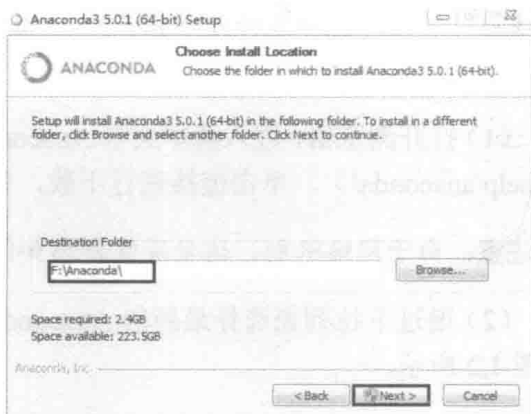 Anaconda3 5.0.1 (64-bit) Setup
Choose Install Location
ANACONDA
Choose the folder in which to install Anaconda3 5.0.1 (64-bit).
Setup will install Anaconda3 5.0.1 (64-bit) in the following folder. To install in a different
folder, click Browse and select another folder. Click Next to continue.
Destination Folder
F:\Anaconda\
Browse...
Space required: 2.4GB
Space available: 223.5GB
Anaconda, Inc.
< Back
Next >
Cancel